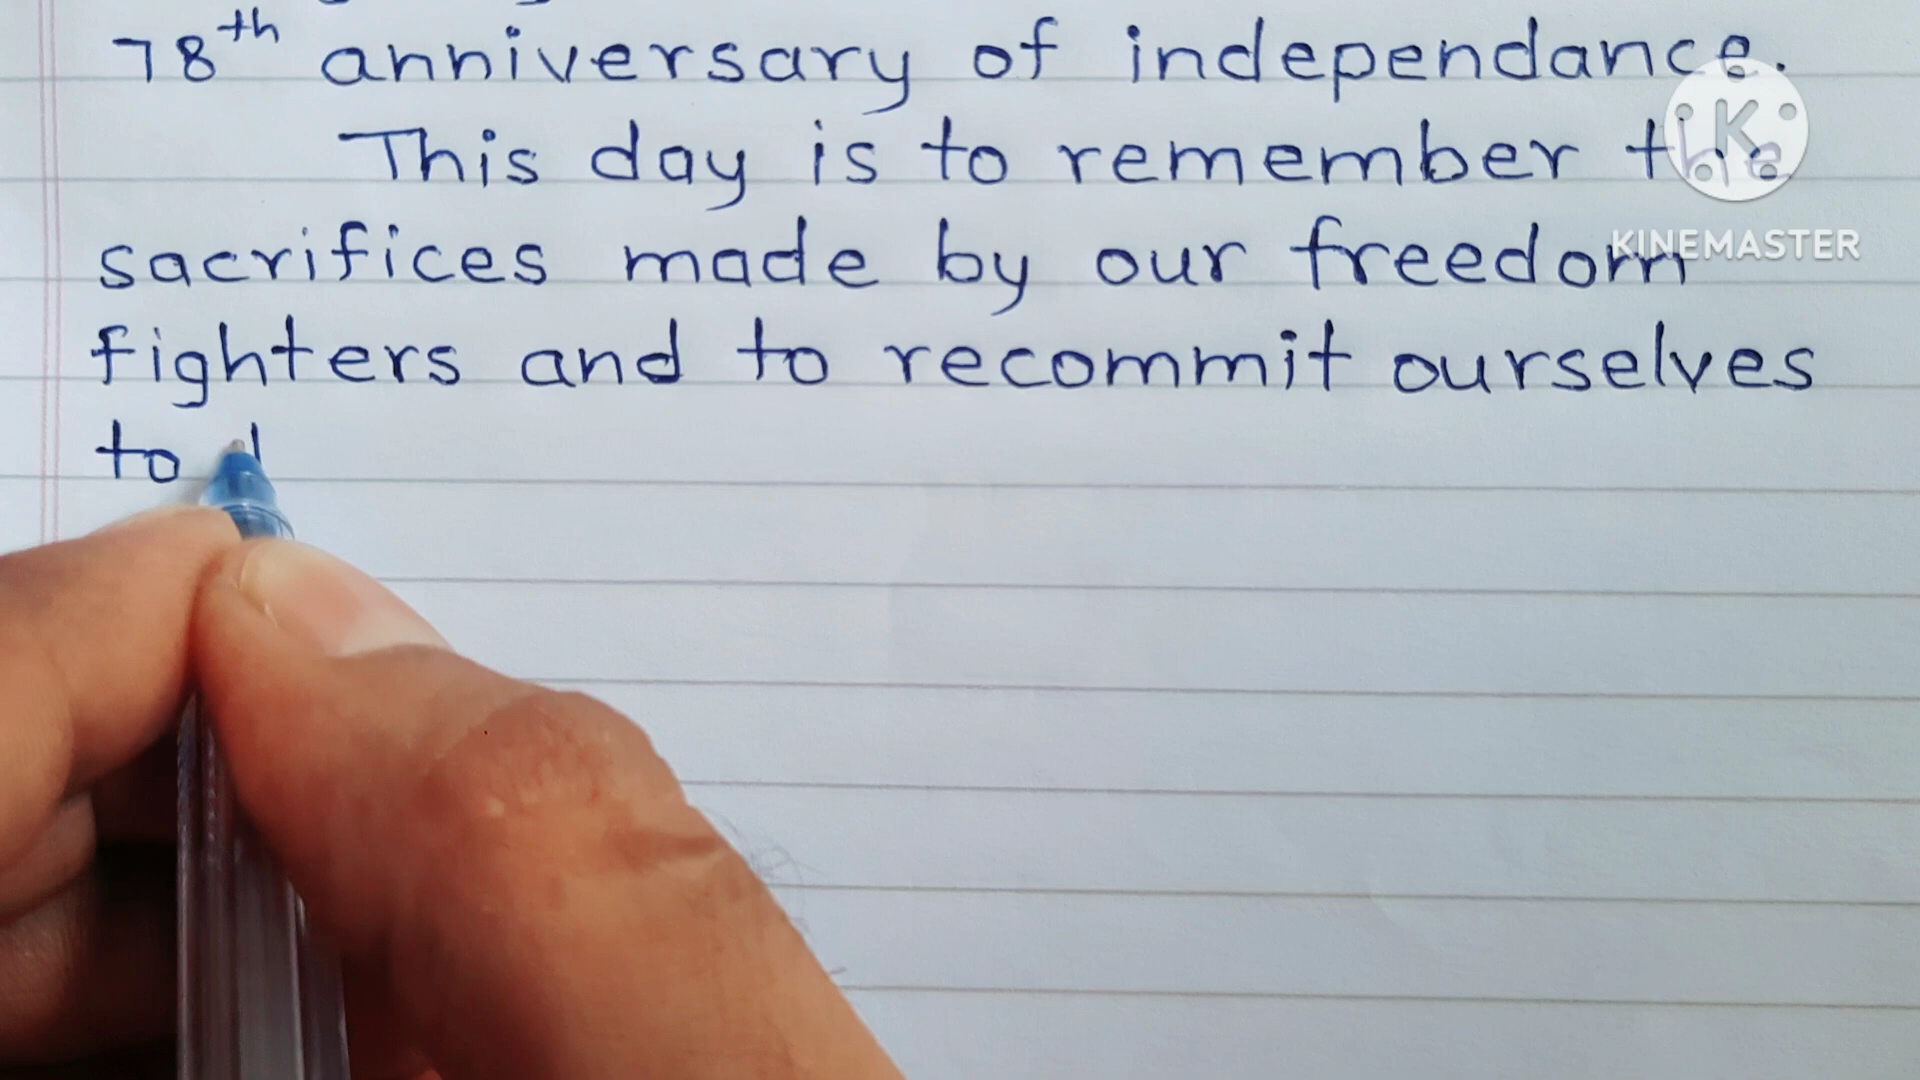 78th anniversary of independance.
This day is to remember the
sacrifices made by our freedom
fighters and to recommit ourselves
to
K
KINEMASTER